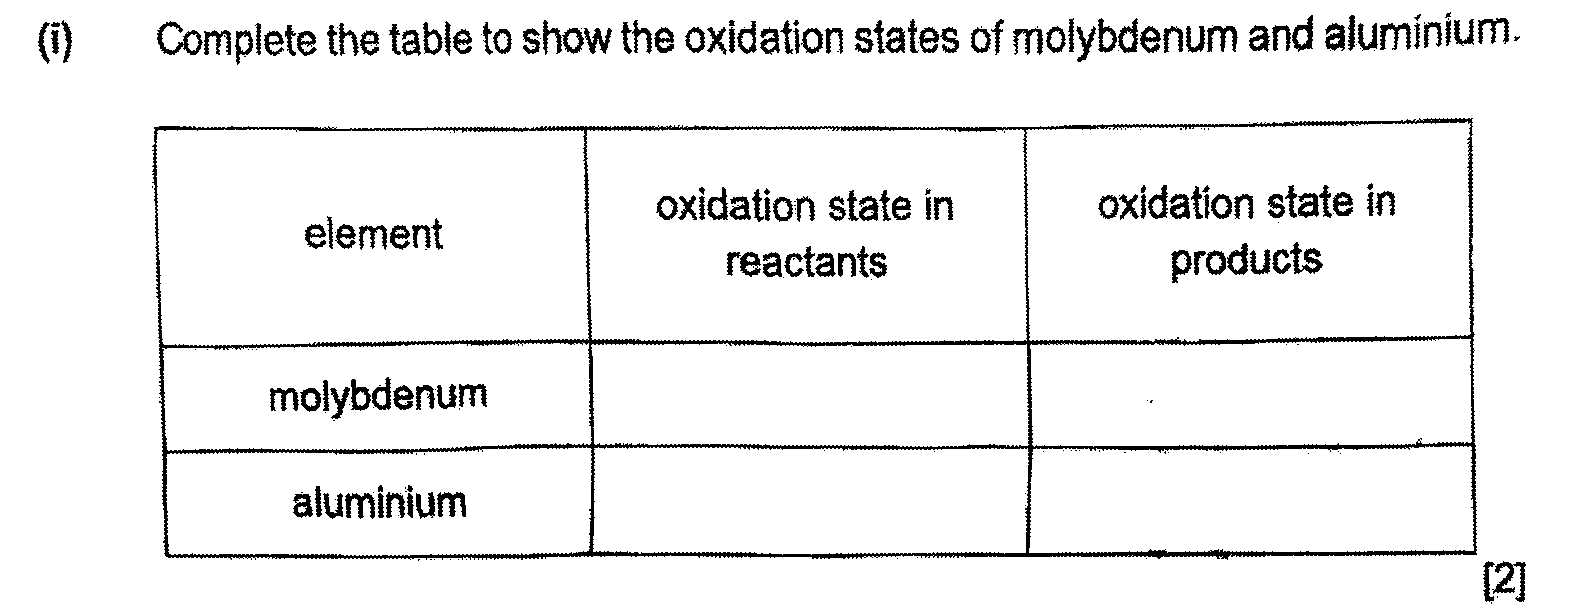 (i) Complete the table to show the oxidation states of molybdenum and aluminium.
element
oxidation state in
reactants
oxidation state in
products
molybdenum
aluminium
[2]